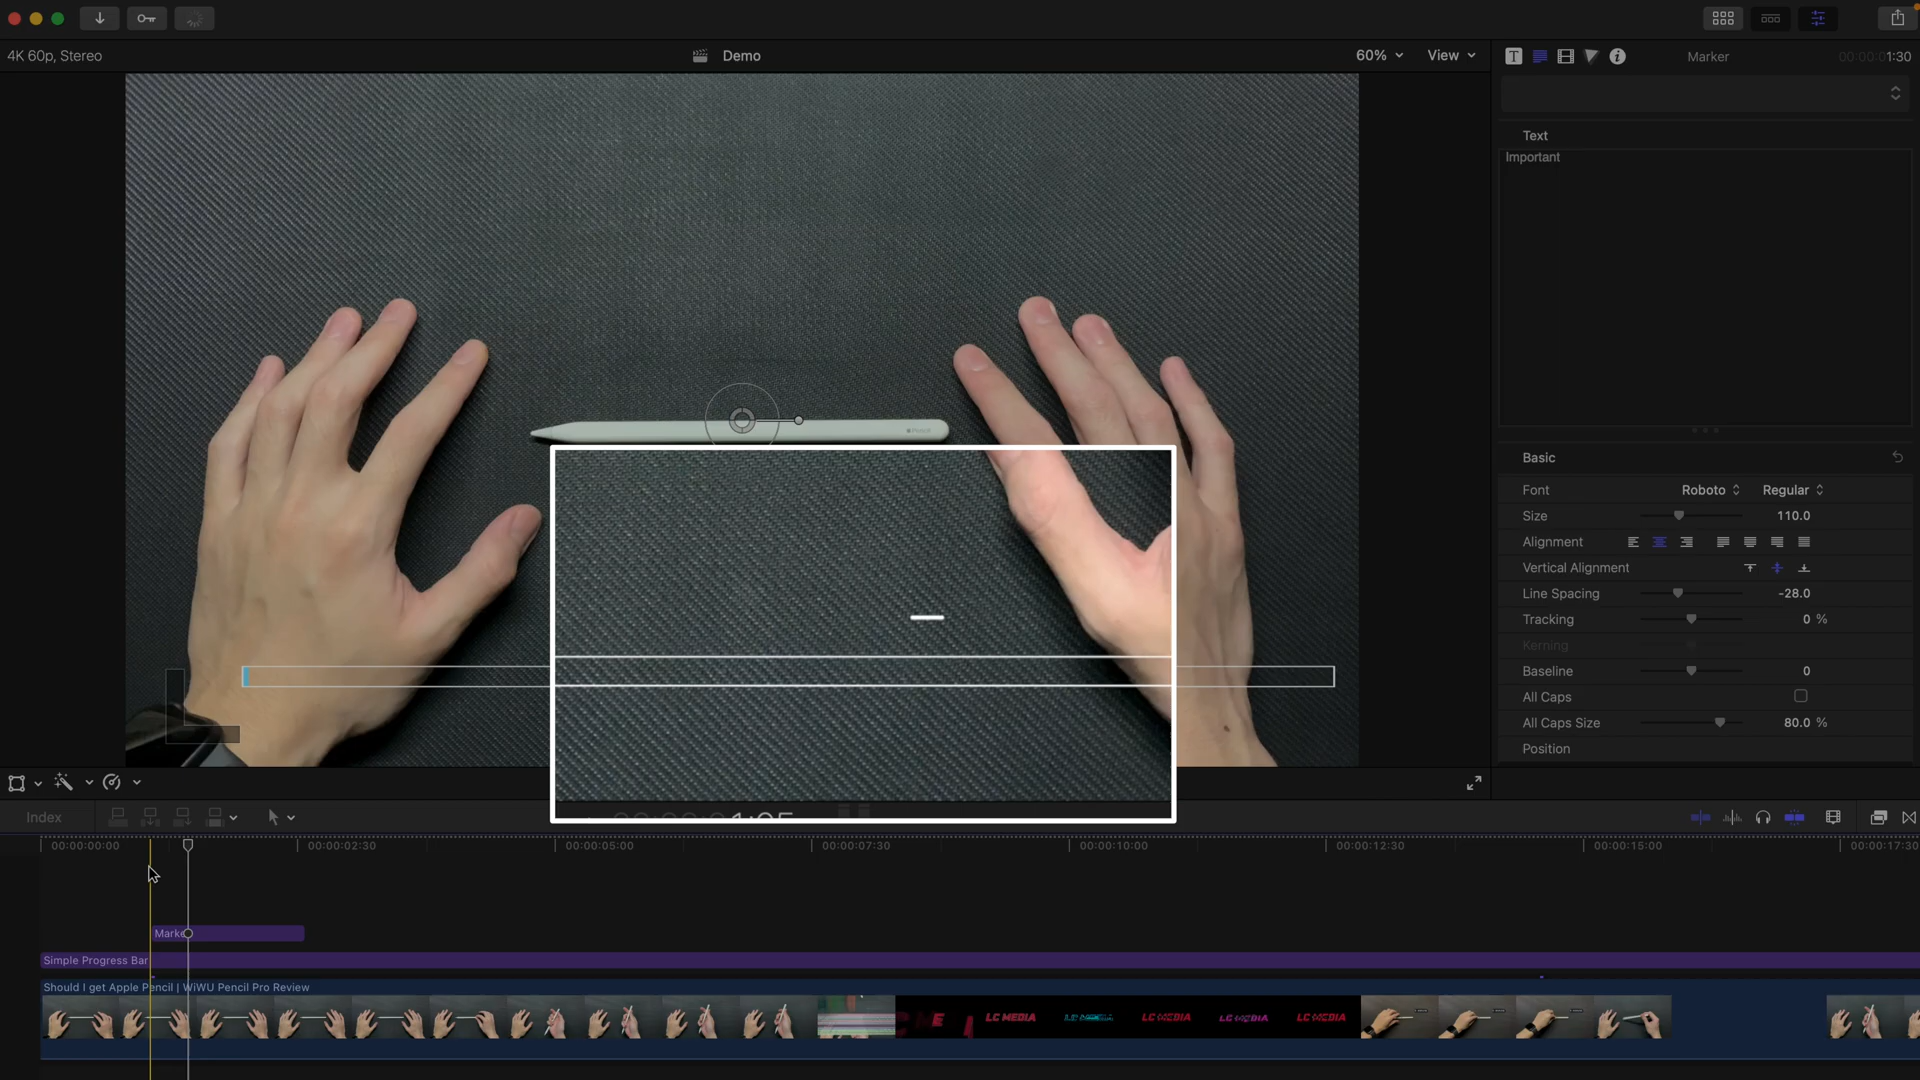 4K 60p, Stereo
Demo
60%
View
Marker
00:00:01:30
Text
Important
Basic
Font
Roboto
Regular
Size
110.0
Alignment
Vertical Alignment
Line Spacing
-28.0
Tracking
0 %
Kerning
Baseline
0
All Caps
All Caps Size
80.0 %
Position
Pencil
Index
00:00:00:00
00:00:02:30
00:00:05:00
00:00:07:30
00:00:10:00
00:00:12:30
00:00:15:00
00:00:17:30
Simple Progress Bar
Should I get Apple Pencil | WiWU Pencil Pro Review
LC MEDIA
LC MEDIA
LC MEDIA
LC MEDIA